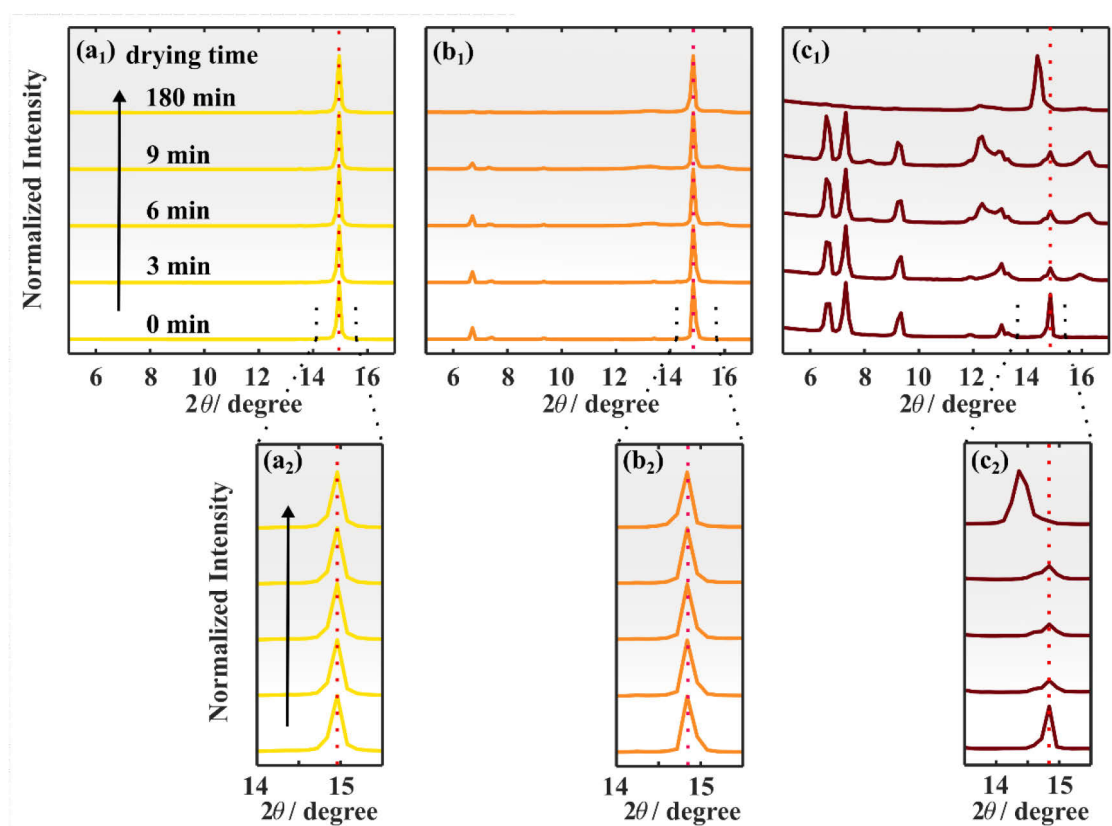 (a1) (b1) (c1)
drying time
180 min
9 min
6 min
3 min
0 min
Normalized Intensity
6 8 10 12 14 16 6 8 10 12 14 16 6 8 10 12 14 16
2θ / degree 2θ / degree 2θ / degree
(a2) (b2) (c2)
Normalized Intensity
14 15 14 15 14 15
2θ / degree 2θ / degree 2θ / degree